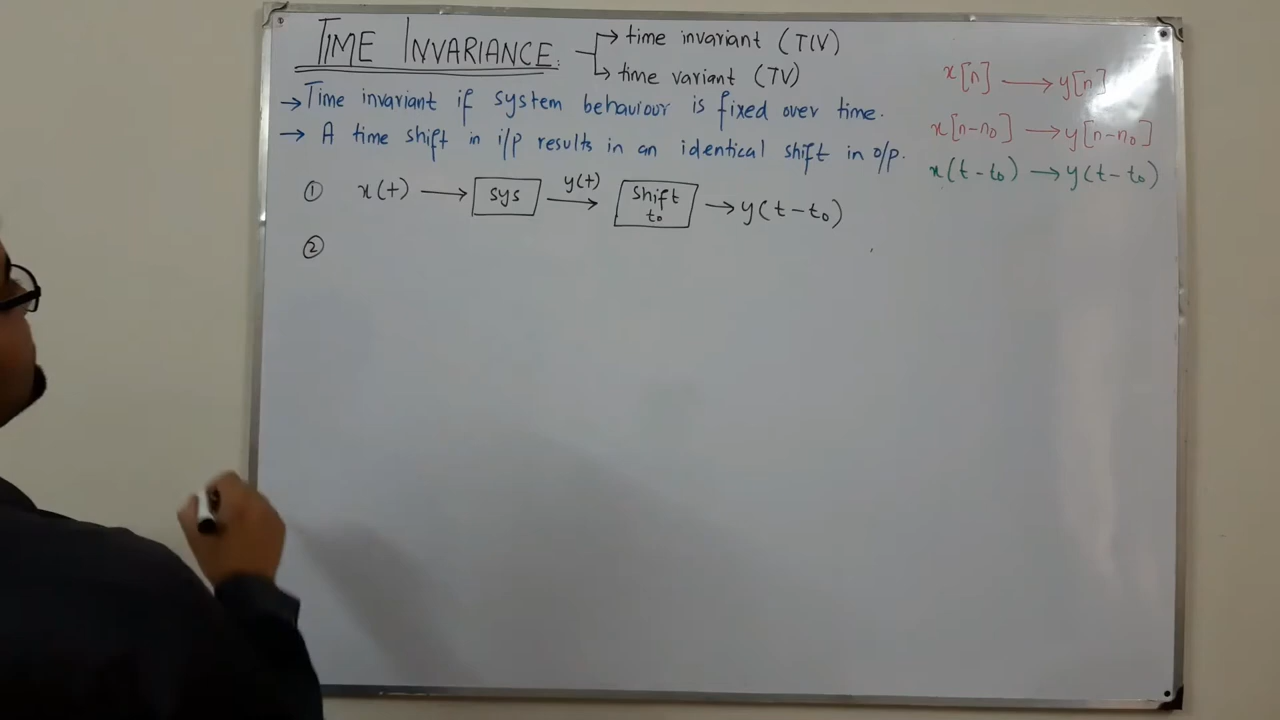 TIME INVARIANCE: → time invariant (TIV)
→ time variant (TV)
x[n] → y[n]
→ Time invariant if system behaviour is fixed over time.
x[n-n₀] → y[n-n₀]
→ A time shift in i/p results in an identical shift in o/p.
x(t-t₀) → y(t-t₀)
① x(t) → sys y(t) → shift t₀ → y(t-t₀)
②